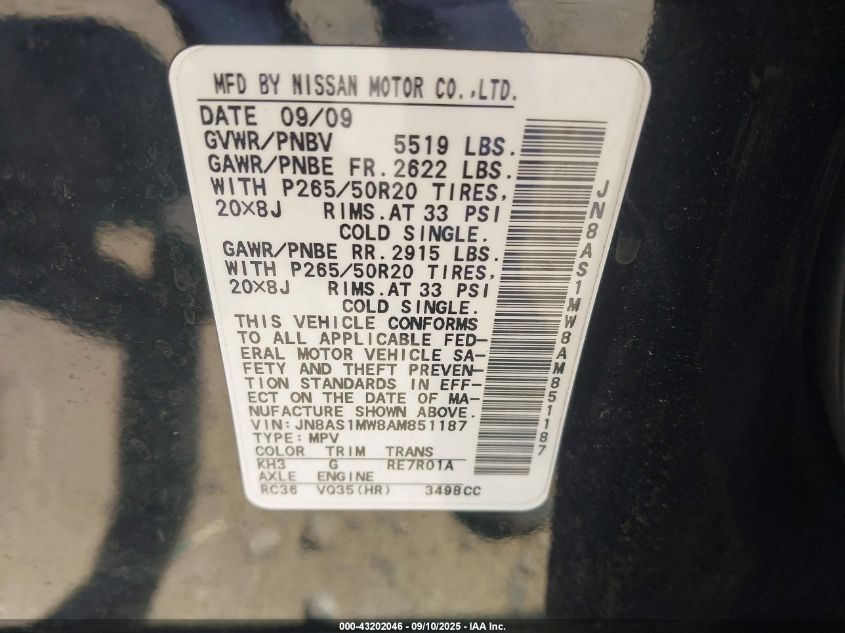 MFD BY NISSAN MOTOR CO.,LTD.
DATE 09/09
GVWR/PNBV 5519 LBS.
GAWR/PNBE FR.2622 LBS.
WITH P265/50R20 TIRES,
20×8J RIMS.AT 33 PSI
COLD SINGLE.
GAWR/PNBE RR.2915 LBS.
WITH P265/50R20 TIRES,
20×8J RIMS.AT 33 PSI
COLD SINGLE.
THIS VEHICLE CONFORMS
TO ALL APPLICABLE FED-
ERAL MOTOR VEHICLE SA-
FETY AND THEFT PREVEN-
TION STANDARDS IN EFF-
ECT ON THE DATE OF MA-
NUFACTURE SHOWN ABOVE.
VIN: JN8AS1MW8AM851187
TYPE: MPV
COLOR TRIM TRANS
KH3 G RE7R01A
AXLE ENGINE
RC36 VQ35(HR) 3498CC
JN8AS1MW8AM851187
000-43202046 - 09/10/2025 - IAA Inc.